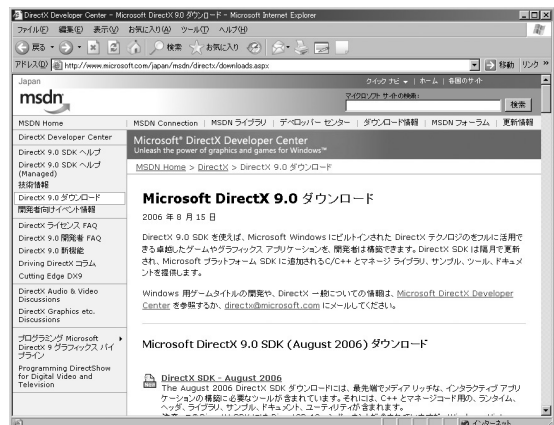 DirectX Developer Center - Microsoft DirectX 9.0 ダウンロード - Microsoft Internet Explorer
ファイル(F) 編集(E) 表示(V) お気に入り(A) ツール(T) ヘルプ(H)
戻る 検索 お気に入り
アドレス(D) http://www.microsoft.com/japan/msdn/directx/downloads.aspx 移動 リンク »
Japan クイック ナビ | ホーム | 各国のサイト
msdn マイクロソフト サイトの検索:
検索
MSDN Home | MSDN Connection | MSDN ライブラリ | デベロッパー センター | ダウンロード情報 | MSDN フォーラム | 更新情報
DirectX Developer Center
DirectX 9.0 SDK ヘルプ
DirectX 9.0 SDK ヘルプ
(Managed)
技術情報
DirectX 9.0 ダウンロード
開発者向けイベント情報
DirectX ライセンス FAQ
DirectX 9.0 開発者 FAQ
DirectX 9.0 新機能
Driving DirectX コラム
Cutting Edge DX9
DirectX Audio & Video
Discussions
DirectX Graphics etc.
Discussions
プログラミング Microsoft
DirectX 9 グラフィックス パイ
プライン
Programming DirectShow
for Digital Video and
Television
Microsoft® DirectX Developer Center
Unleash the power of graphics and games for Windows™
MSDN Home > DirectX > DirectX 9.0 ダウンロード
Microsoft DirectX 9.0 ダウンロード
2006 年 8 月 15 日
DirectX 9.0 SDK を使えば、Microsoft Windows にビルトインされた DirectX テクノロジのをフルに活用で
きる卓越したゲームやグラフィックス アプリケーションを、開発者は構築できます。DirectX SDK は隔月で更新
され、Microsoft プラットフォーム SDK に追加されるC/C++ とマネージ ライブラリ、サンプル、ツール、ドキュメ
ントを提供します。
Windows 用ゲームタイトルの開発や、DirectX 一般についての情報は、Microsoft DirectX Developer
Center を参照するか、directx@microsoft.com にメールしてください。
Microsoft DirectX 9.0 SDK (August 2006) ダウンロード
DirectX SDK - August 2006
The August 2006 DirectX SDK ダウンロードには、最先端でメディア リッチな、インタラクティブ アプリ
ケーションの構築に必要なツールが含まれています。それには、C++ とマネージコード用の、ランタイム、
ヘッダ、ライブラリ、サンプル、ドキュメント、ユーティリティが含まれます。
インターネット